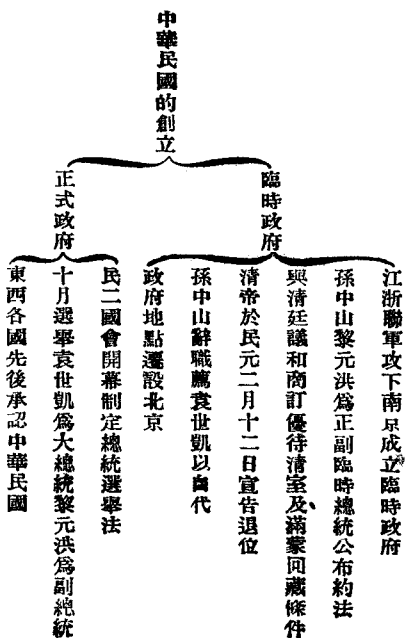 中華民國的創立
臨時政府
江浙聯軍攻下南京成立臨時政府
孫中山黎元洪爲正副臨時總統公布約法
與清廷議和商訂優待清室及滿蒙回藏條件
清帝於民元二月十二日宣告退位
孫中山辭職薦袁世凱以自代
政府地點遷設北京
正式政府
民二國會開幕制定總統選舉法
十月選舉袁世凱爲大總統黎元洪爲副總統
東西各國先後承認中華民國